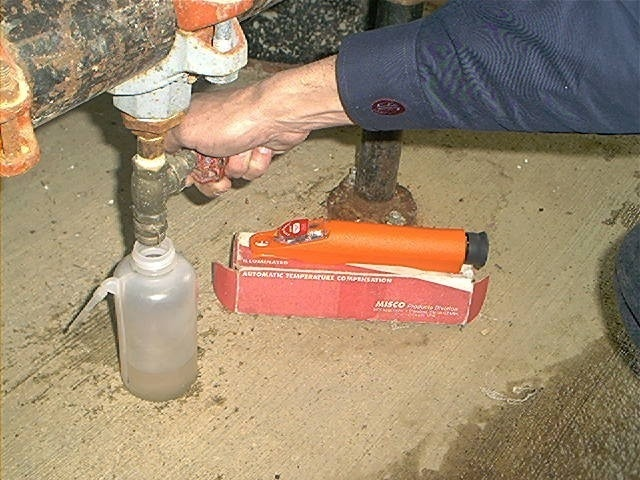 ILLUMINATED
AUTOMATIC TEMPERATURE COMPENSATION
MISCO Products Division